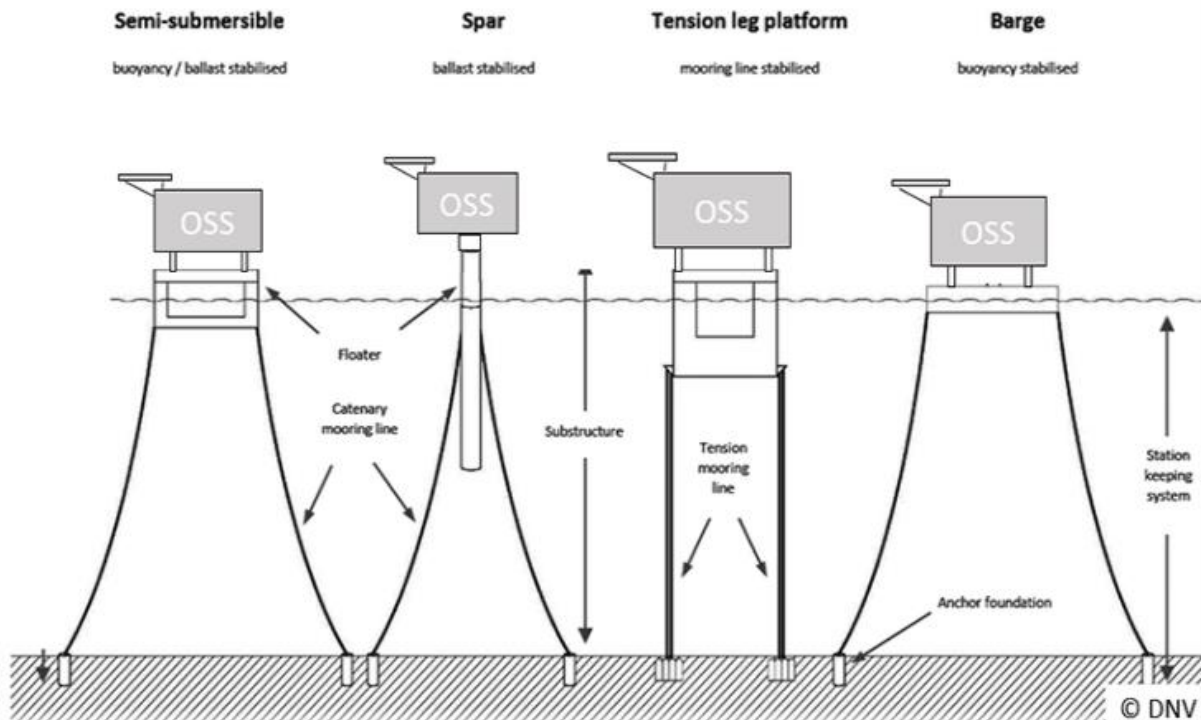 Semi-submersible
buoyancy / ballast stabilised
Spar
ballast stabilised
Tension leg platform
mooring line stabilised
Barge
buoyancy stabilised
OSS
OSS
OSS
OSS
Floater
Catenary
mooring line
Substructure
Tension
mooring
line
Station
keeping
system
Anchor foundation
© DNV